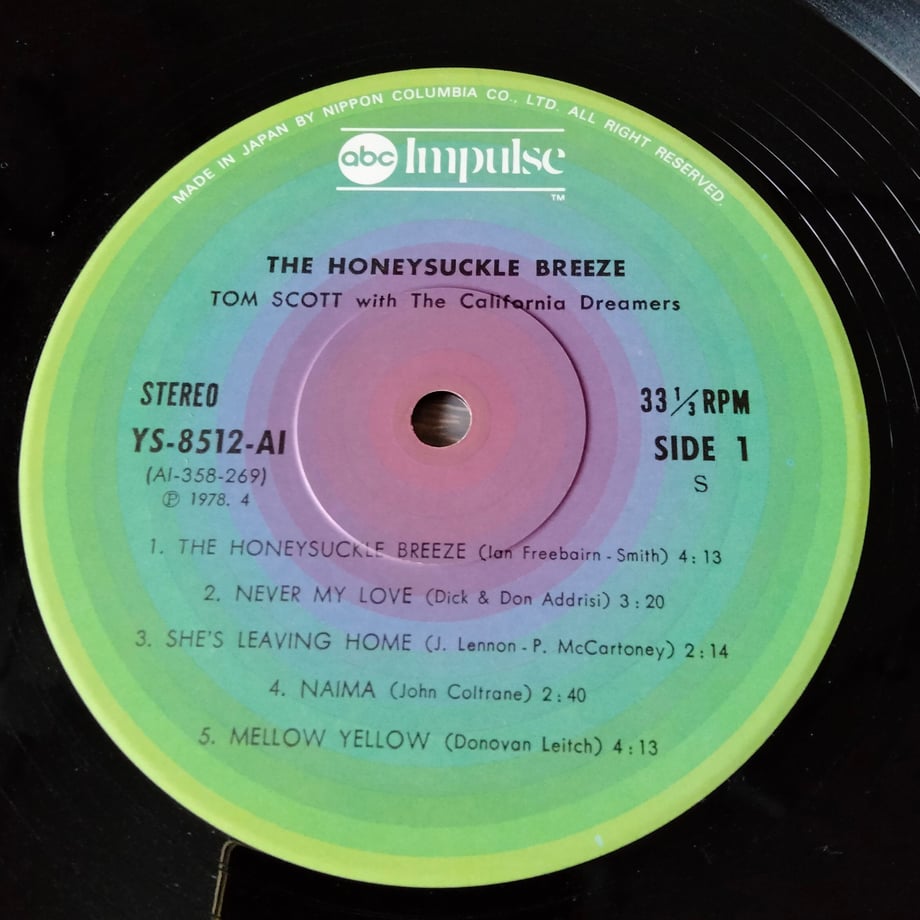 MADE IN JAPAN BY NIPPON COLUMBIA CO., LTD. ALL RIGHT RESERVED.
abc Impulse
TM
THE HONEYSUCKLE BREEZE
TOM SCOTT with The California Dreamers
STEREO
33 1/3 RPM
YS-8512-AI
SIDE 1
(AI-358-269)
S
℗ 1978. 4
1. THE HONEYSUCKLE BREEZE (Ian Freebairn - Smith) 4 : 13
2. NEVER MY LOVE (Dick & Don Addrisi) 3 : 20
3. SHE'S LEAVING HOME (J. Lennon - P. McCartoney) 2 : 14
4. NAIMA (John Coltrane) 2 : 40
5. MELLOW YELLOW (Donovan Leitch) 4 : 13